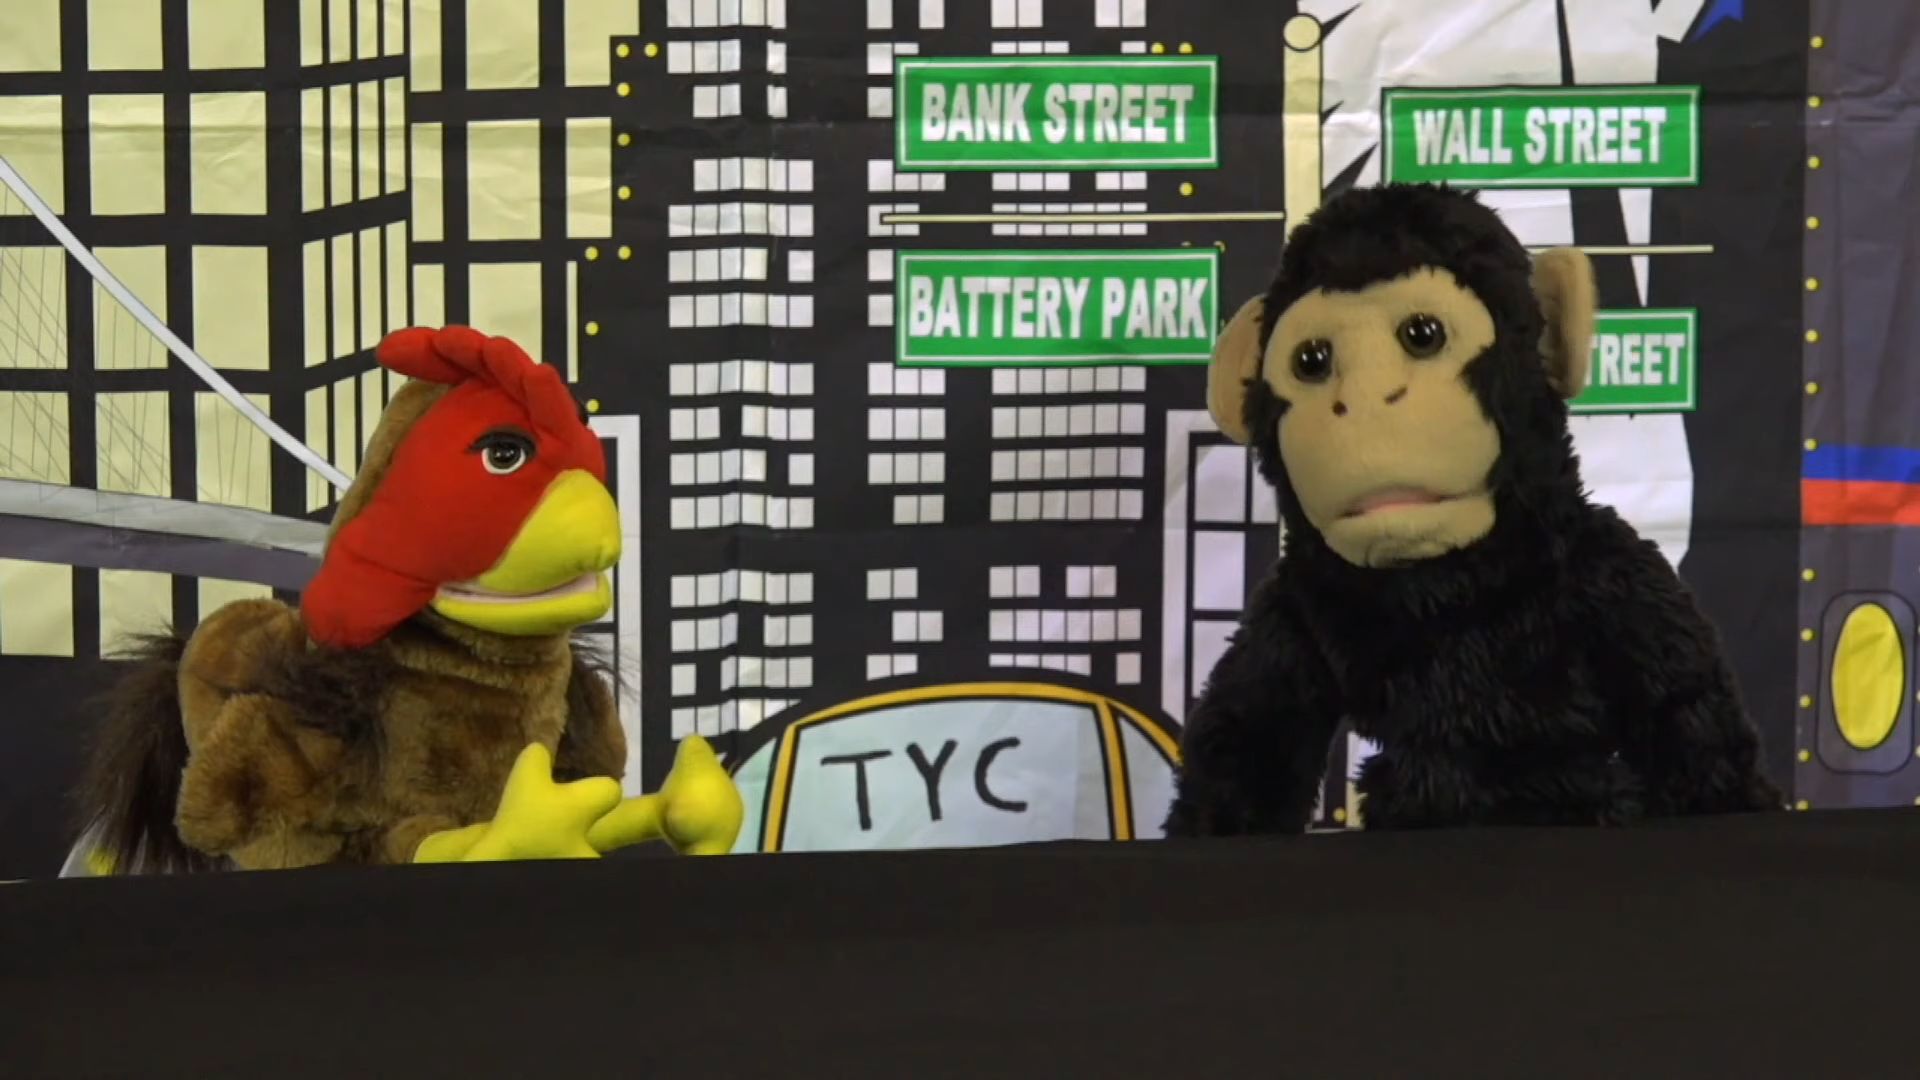 BANK STREET
WALL STREET
BATTERY PARK
TREET
TYC